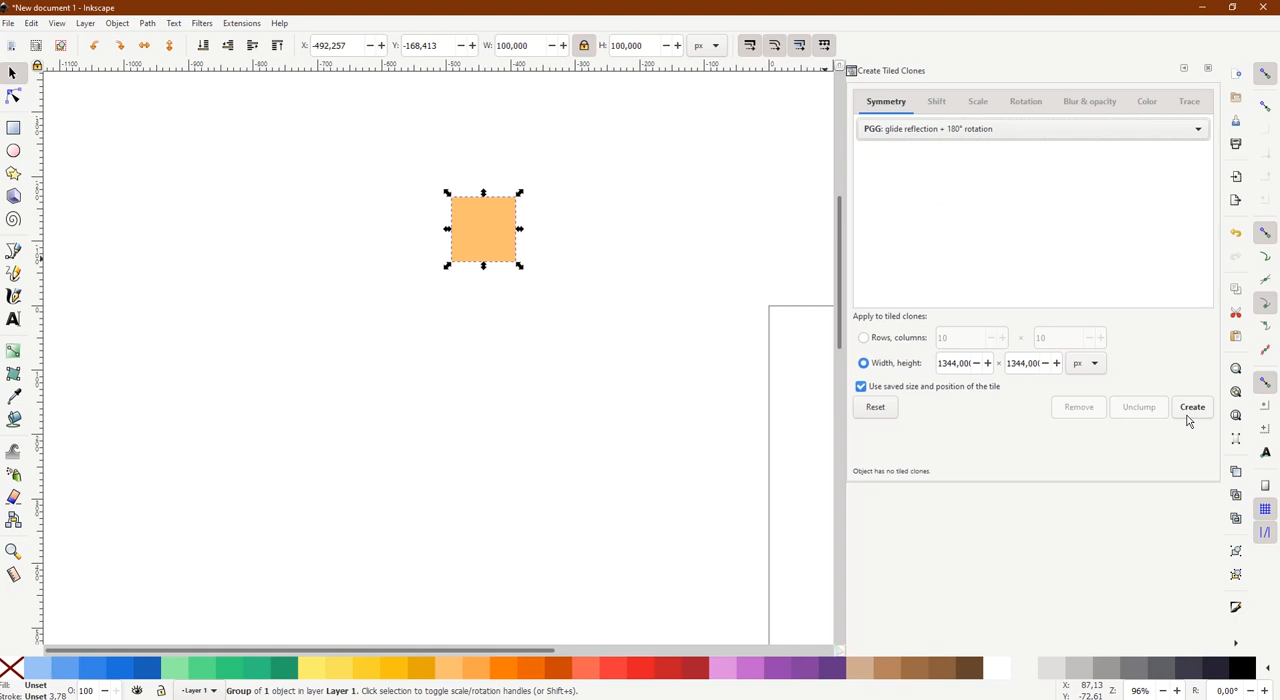 *New document 1 - Inkscape
File Edit View Layer Object Path Text Filters Extensions Help
X: -492,257 Y: -168,413 W: 100,000 H: 100,000 px
Create Tiled Clones
Symmetry Shift Scale Rotation Blur & opacity Color Trace
PGG: glide reflection + 180° rotation
Apply to tiled clones:
Rows, columns: 10 × 10
Width, height: 1344,00 × 1344,00 px
Use saved size and position of the tile
Reset Remove Unclump Create
Object has no tiled clones.
Fill: Unset
Stroke: Unset 3,78
O: 100
-Layer 1
Group of 1 object in layer Layer 1. Click selection to toggle scale/rotation handles (or Shift+s).
X: 87,13
Y: -72,61
Z: 96%
R: 0,00°